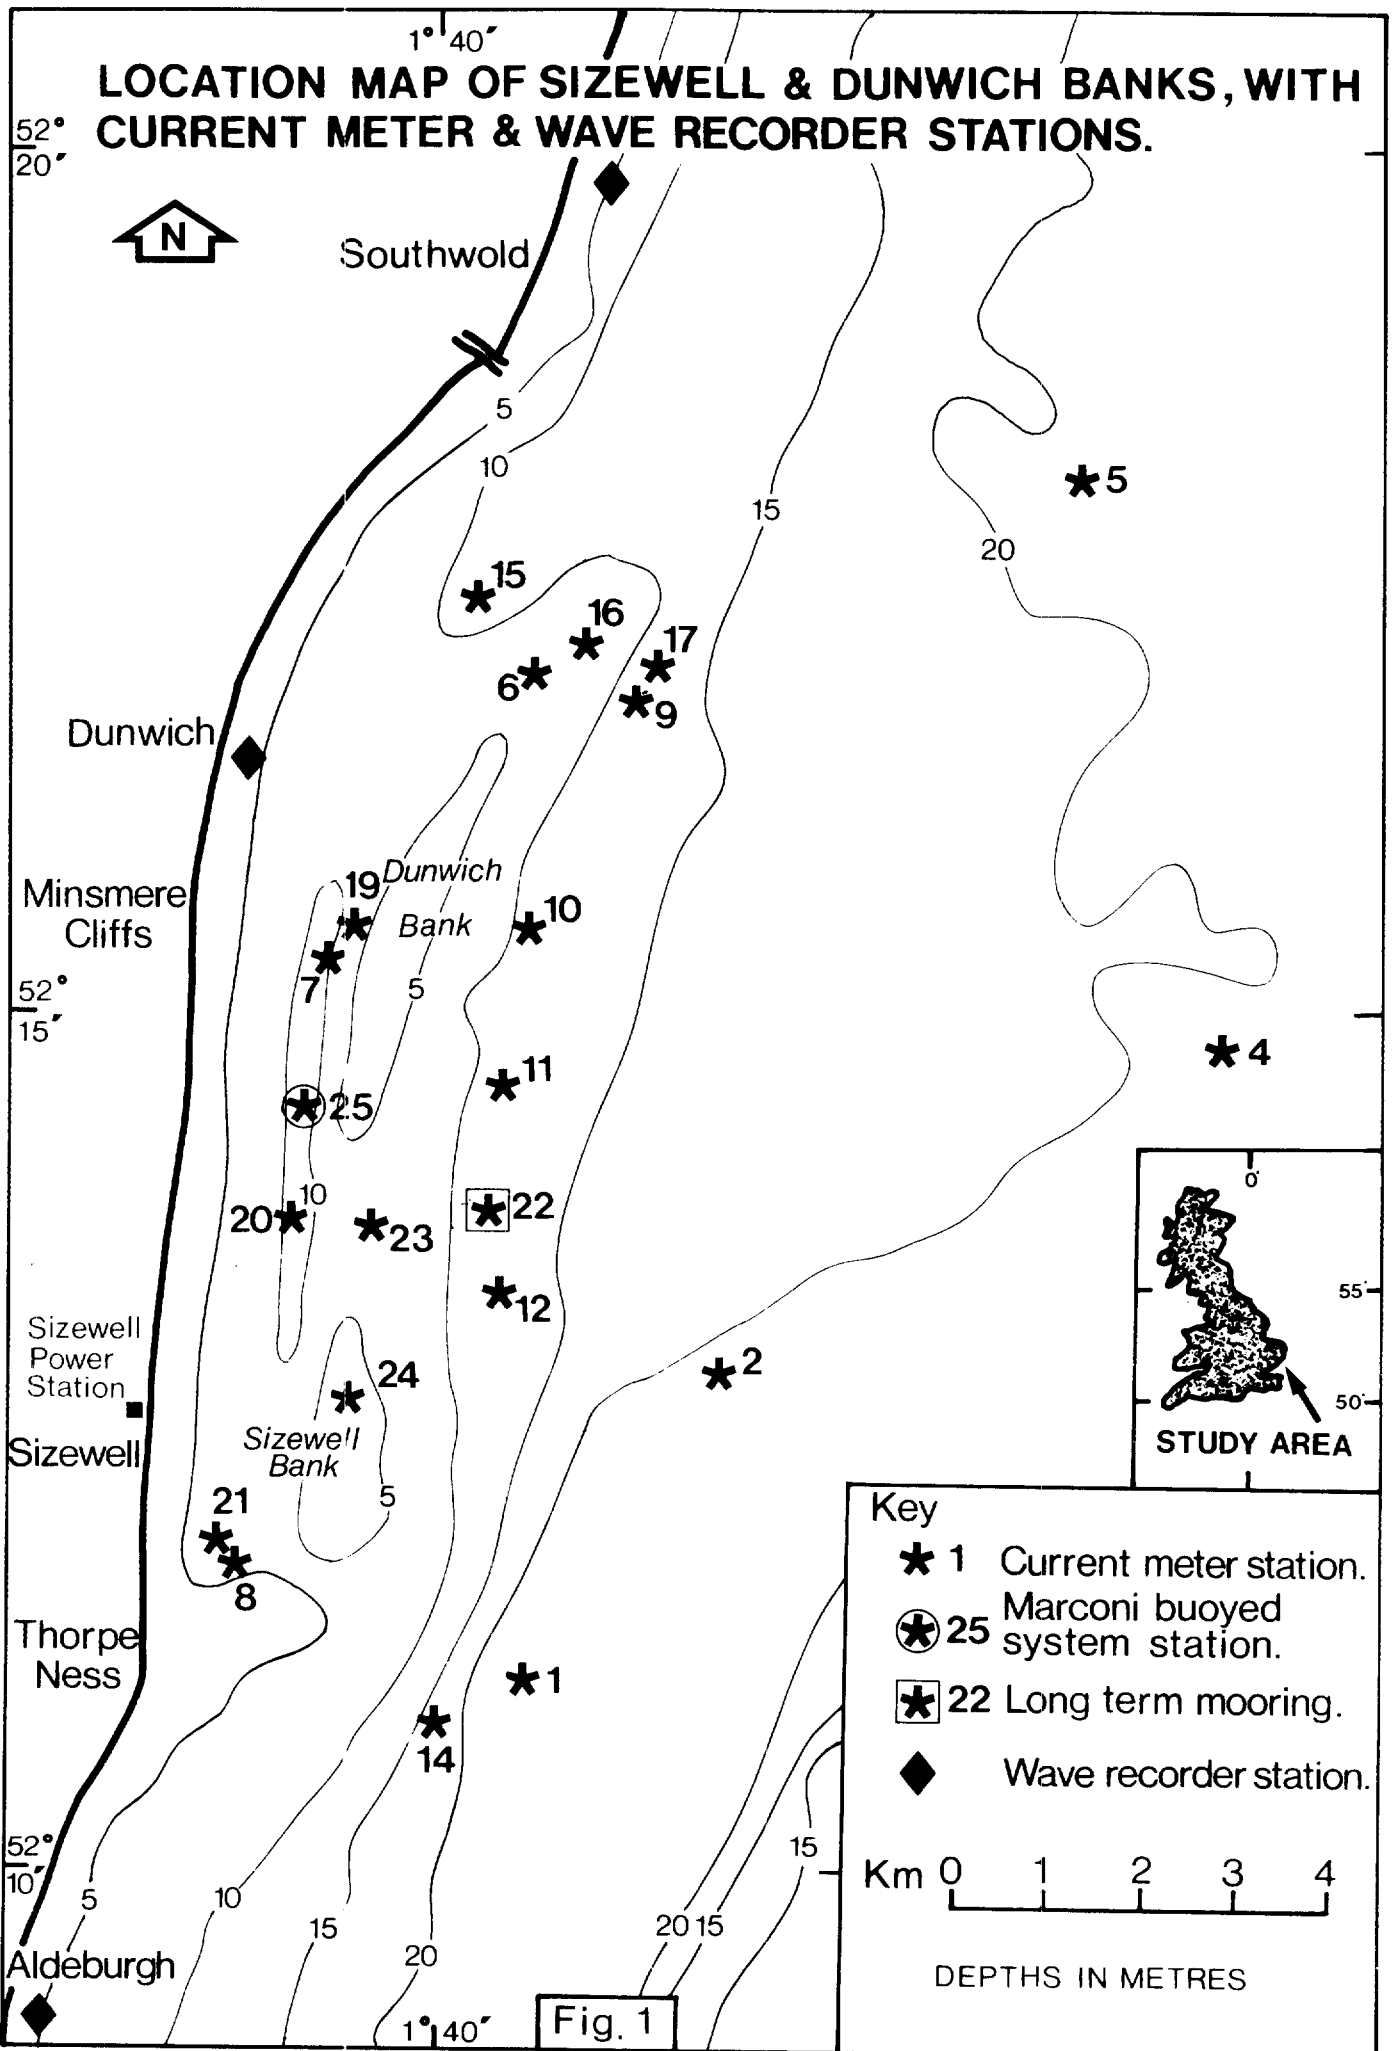 1° 40′
LOCATION MAP OF SIZEWELL & DUNWICH BANKS, WITH
CURRENT METER & WAVE RECORDER STATIONS.
52°
20′
N
Southwold
5
10
15
5
20
15
16
17
6
9
Dunwich
Dunwich
Bank
19
10
Minsmere
Cliffs
7
5
52°
15′
11
4
25
10
20
23
22
12
0°
55°
50°
STUDY AREA
Sizewell
Power
Station
24
2
Sizewell
Sizewell
Bank
5
21
8
Thorpe
Ness
1
14
Key
1 Current meter station.
25 Marconi buoyed
system station.
22 Long term mooring.
Wave recorder station.
Km 0 1 2 3 4
DEPTHS IN METRES
52°
10′
5
10
15
20
20
15
15
Aldeburgh
1° 40′
Fig. 1